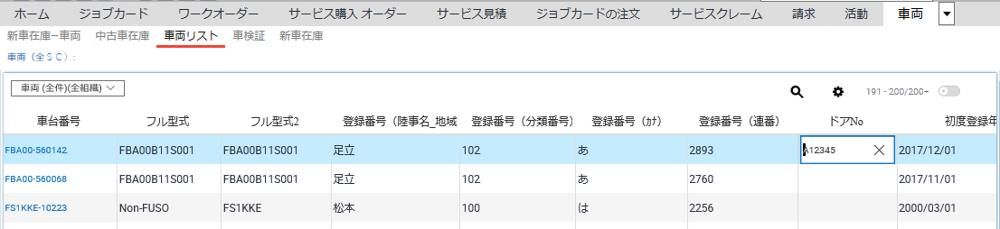 ホーム ジョブカード ワークオーダー サービス購入 オーダー サービス見積 ジョブカードの注文 サービスクレーム 請求 活動 車両
新車在庫ー車両 中古車在庫 車両リスト 車検証 新車在庫
車両（全ＳＣ）:
車両 (全件)(全組織) 191 - 200/200+
車台番号 フル型式 フル型式2 登録番号（陸事名_地域 登録番号（分類番号） 登録番号（ｶﾅ） 登録番号（連番） ドアNo 初度登録年
FBA00-560142 FBA00B11S001 FBA00B11S001 足立 102 あ 2893 A12345 2017/12/01
FBA00-560068 FBA00B11S001 FBA00B11S001 足立 102 あ 2760 2017/11/01
FS1KKE-10223 Non-FUSO FS1KKE 松本 100 は 2256 2000/03/01